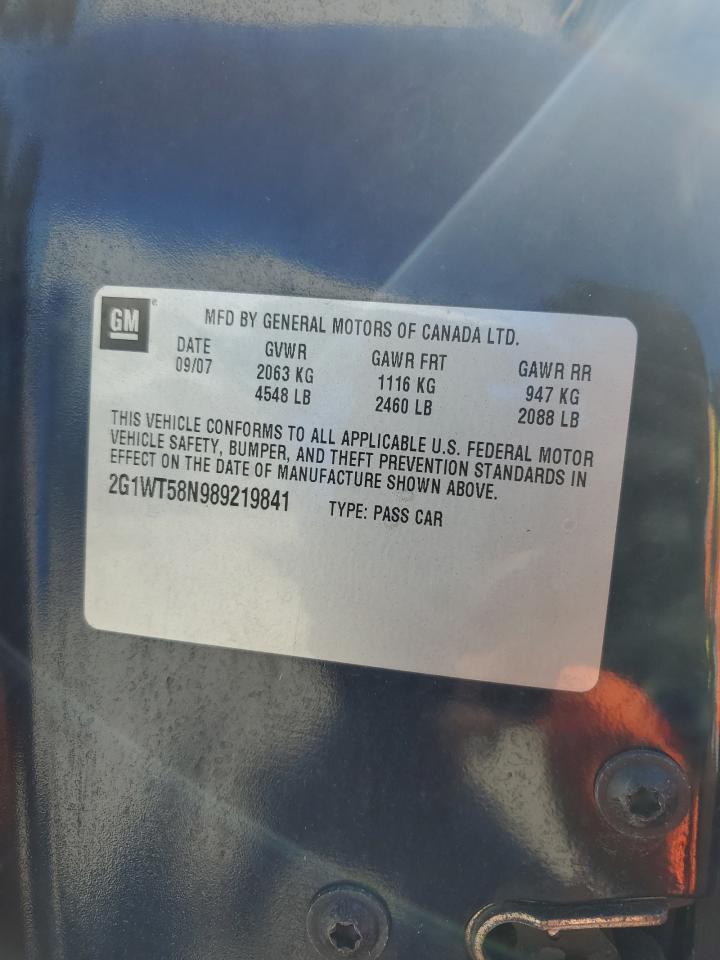 GM®
MFD BY GENERAL MOTORS OF CANADA LTD.
DATE GVWR GAWR FRT GAWR RR
09/07 2063 KG 1116 KG 947 KG
4548 LB 2460 LB 2088 LB
THIS VEHICLE CONFORMS TO ALL APPLICABLE U.S. FEDERAL MOTOR
VEHICLE SAFETY, BUMPER, AND THEFT PREVENTION STANDARDS IN
EFFECT ON THE DATE OF MANUFACTURE SHOWN ABOVE.
2G1WT58N989219841 TYPE: PASS CAR